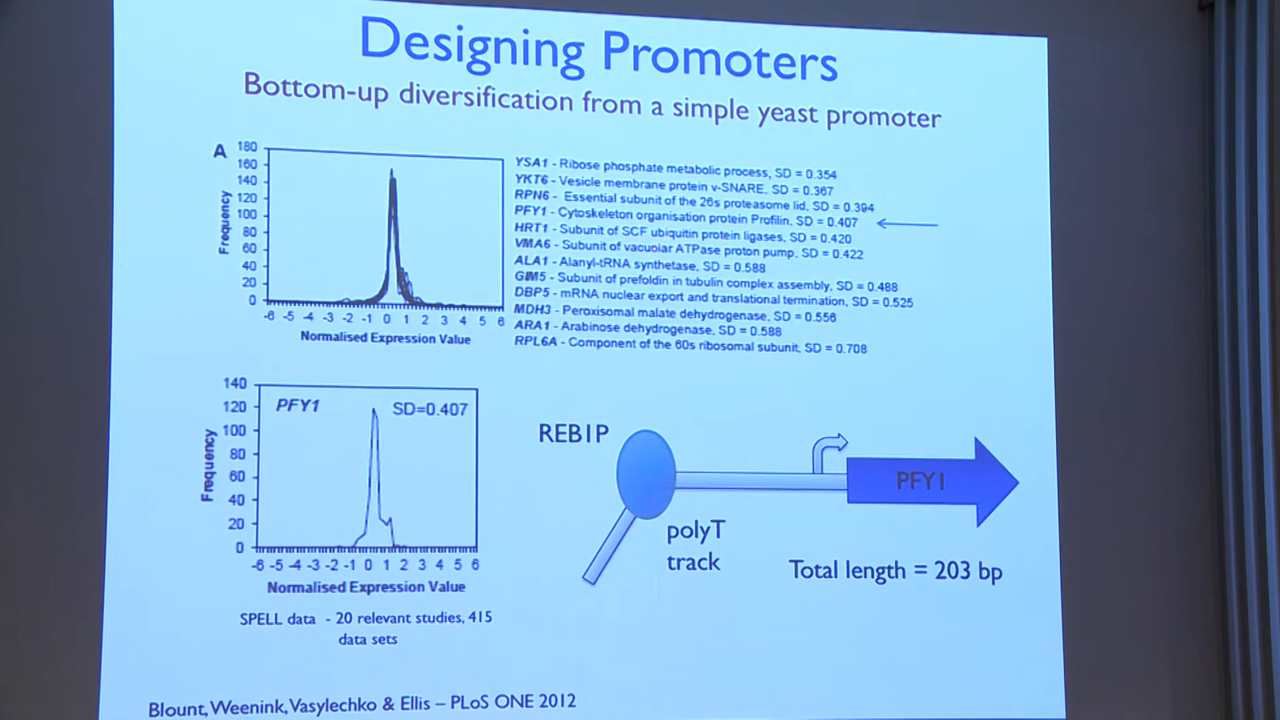 Designing Promoters
Bottom-up diversification from a simple yeast promoter
A
180
160
140
120
100
80
60
40
20
0
Frequency
-6 -5 -4 -3 -2 -1 0 1 2 3 4 5 6
Normalised Expression Value
YSA1 - Ribose phosphate metabolic process, SD = 0.354
YKT6 - Vesicle membrane protein v-SNARE, SD = 0.367
RPN6 - Essential subunit of the 26s proteasome lid, SD = 0.394
PFY1 - Cytoskeleton organisation protein Profilin, SD = 0.407
HRT1 - Subunit of SCF ubiquitin protein ligases, SD = 0.420
VMA6 - Subunit of vacuolar ATPase proton pump, SD = 0.422
ALA1 - Alanyl-tRNA synthetase, SD = 0.588
GIM5 - Subunit of prefoldin in tubulin complex assembly, SD = 0.488
DBP5 - mRNA nuclear export and translational termination, SD = 0.525
MDH3 - Peroxisomal malate dehydrogenase, SD = 0.556
ARA1 - Arabinose dehydrogenase, SD = 0.588
RPL6A - Component of the 60s ribosomal subunit, SD = 0.708
140
120
100
80
60
40
20
0
Frequency
PFY1 SD=0.407
-6 -5 -4 -3 -2 -1 0 1 2 3 4 5 6
Normalised Expression Value
SPELL data - 20 relevant studies, 415
data sets
REB1P
polyT
track
PFY1
Total length = 203 bp
Blount, Weenink, Vasylechko & Ellis – PLoS ONE 2012